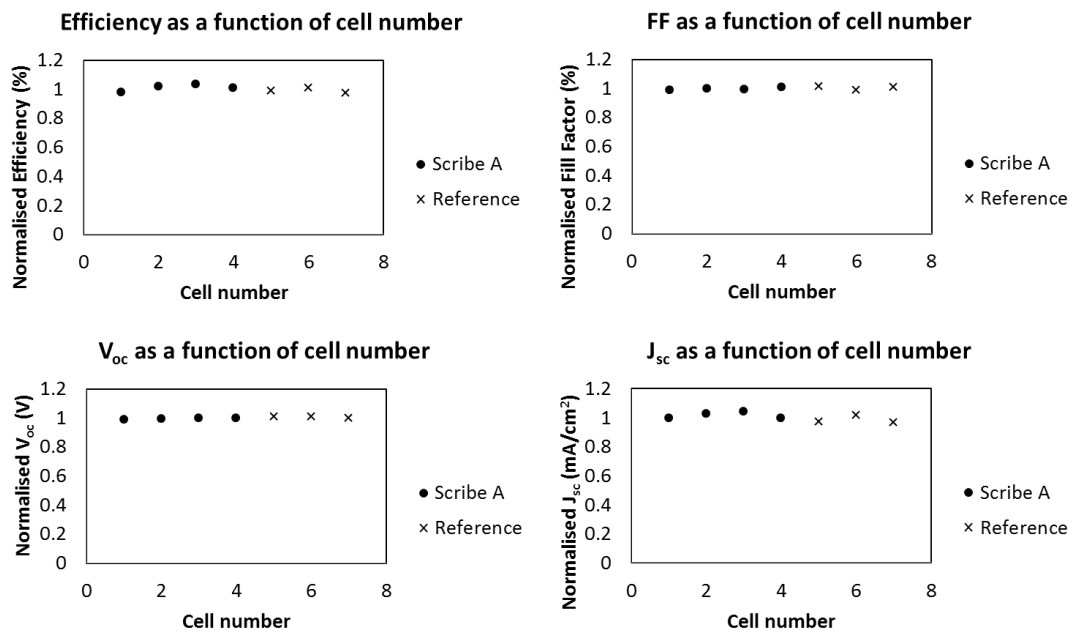 Efficiency as a function of cell number
Normalised Efficiency (%)
1.2
1
0.8
0.6
0.4
0.2
0
0 2 4 6 8
Cell number
Scribe A
Reference
FF as a function of cell number
Normalised Fill Factor (%)
1.2
1
0.8
0.6
0.4
0.2
0
0 2 4 6 8
Cell number
Scribe A
Reference
Voc as a function of cell number
Normalised Voc (V)
1.2
1
0.8
0.6
0.4
0.2
0
0 2 4 6 8
Cell number
Scribe A
Reference
Jsc as a function of cell number
Normalised Jsc (mA/cm²)
1.2
1
0.8
0.6
0.4
0.2
0
0 2 4 6 8
Cell number
Scribe A
Reference